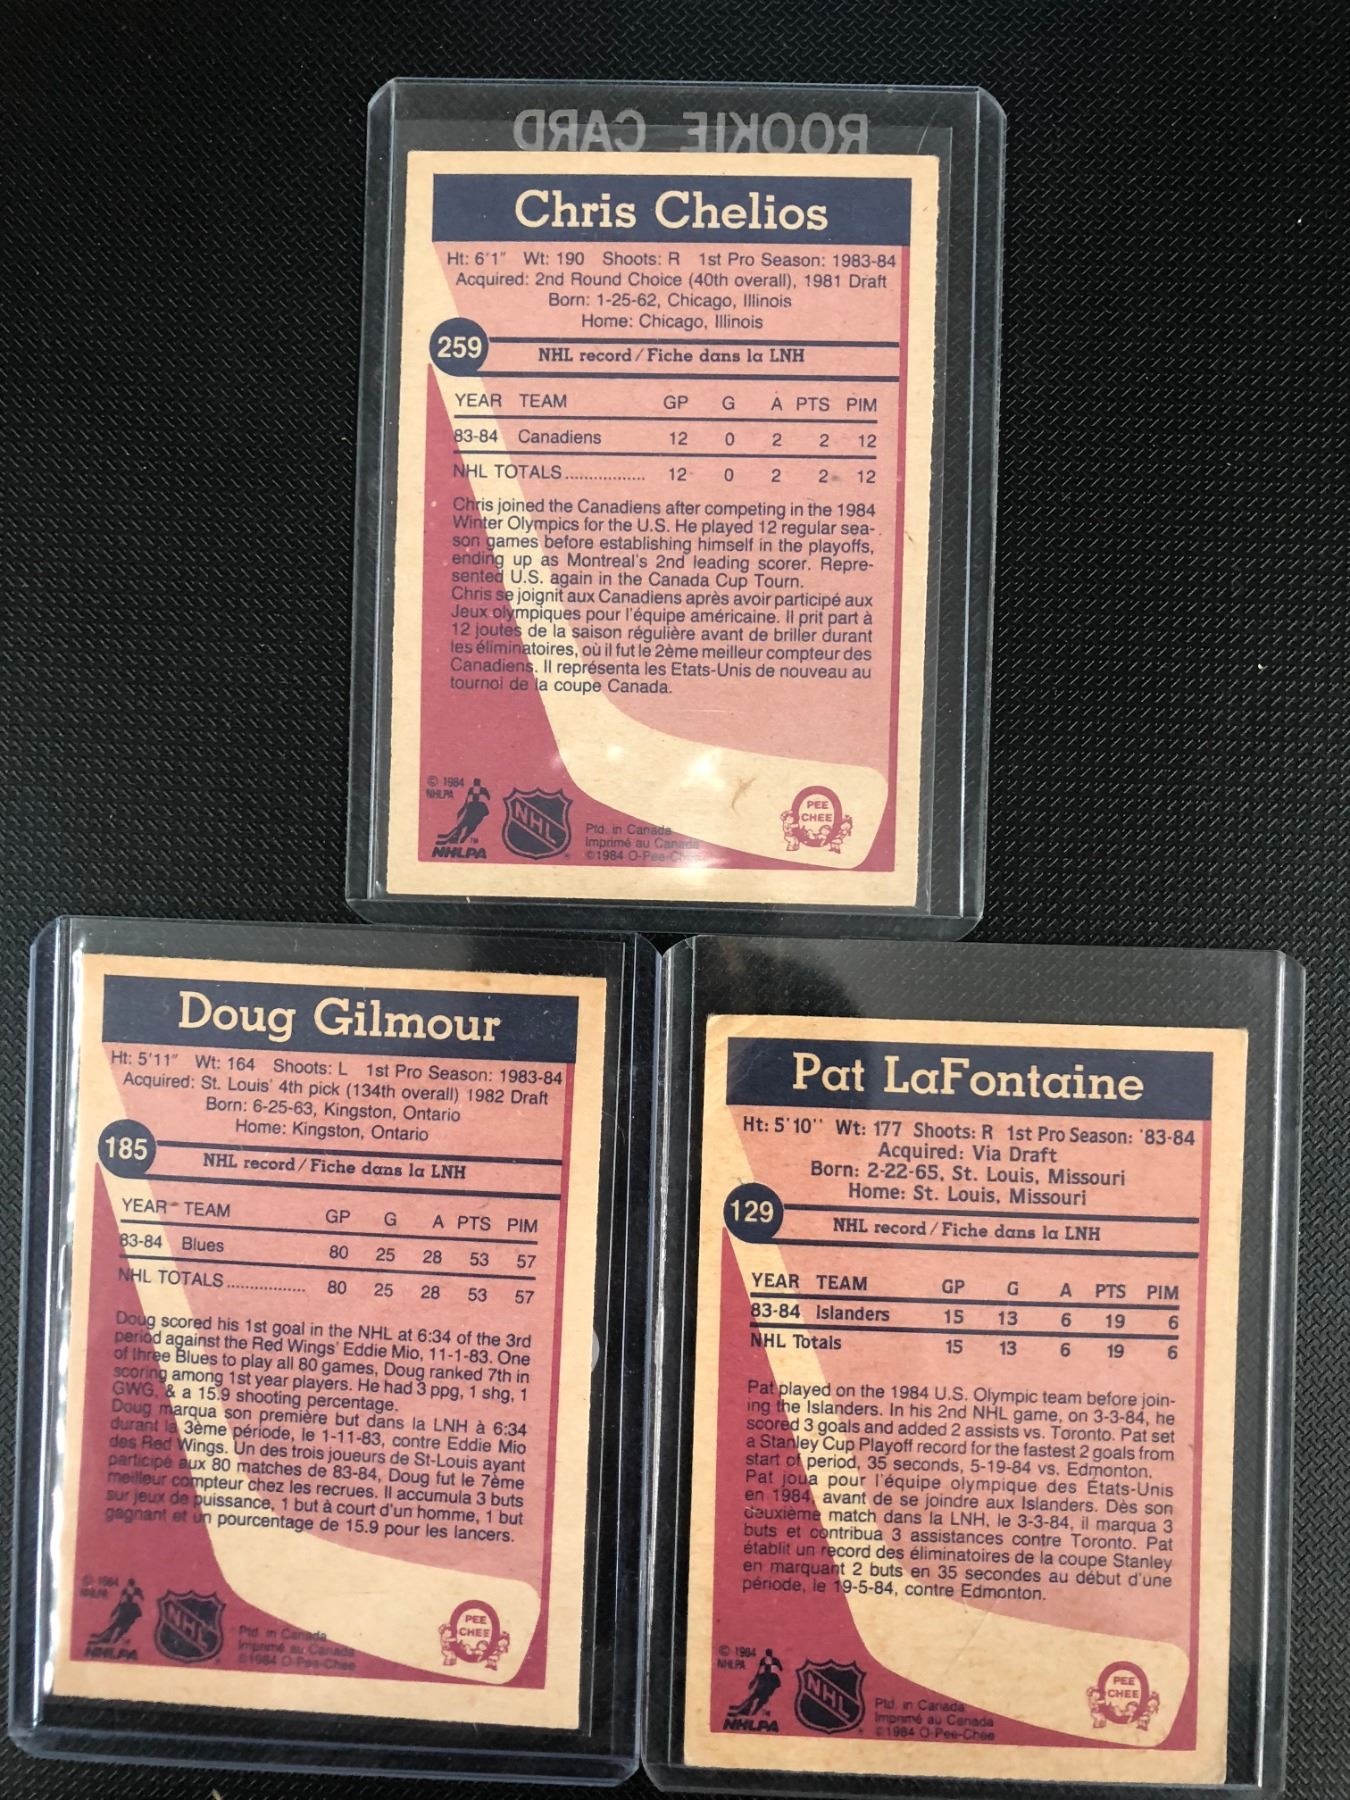 ROOKIE CARD
Chris Chelios
Ht: 6'1" Wt: 190 Shoots: R 1st Pro Season: 1983-84
Acquired: 2nd Round Choice (40th overall), 1981 Draft
Born: 1-25-62, Chicago, Illinois
Home: Chicago, Illinois
259
NHL record / Fiche dans la LNH
YEAR TEAM GP G A PTS PIM
83-84 Canadiens 12 0 2 2 12
NHL TOTALS................. 12 0 2 2 12
Chris joined the Canadiens after competing in the 1984
Winter Olympics for the U.S. He played 12 regular sea-
son games before establishing himself in the playoffs,
ending up as Montreal's 2nd leading scorer. Repre-
sented U.S. again in the Canada Cup Tourn.
Chris se joignit aux Canadiens après avoir participé aux
Jeux olympiques pour l'équipe américaine. Il prit part à
12 joutes de la saison régulière avant de briller durant
les éliminatoires, où il fut le 2ème meilleur compteur des
Canadiens. Il représenta les Etats-Unis de nouveau au
tournoi de la coupe Canada.
© 1984
NHLPA
NHLPA
NHL
Ptd. in Canada
Imprimé au Canada
©1984 O-Pee-Chee
PEE
CHEE
Doug Gilmour
Ht: 5'11" Wt: 164 Shoots: L 1st Pro Season: 1983-84
Acquired: St. Louis' 4th pick (134th overall) 1982 Draft
Born: 6-25-63, Kingston, Ontario
Home: Kingston, Ontario
185
NHL record / Fiche dans la LNH
YEAR TEAM GP G A PTS PIM
83-84 Blues 80 25 28 53 57
NHL TOTALS................. 80 25 28 53 57
Doug scored his 1st goal in the NHL at 6:34 of the 3rd
period against the Red Wings' Eddie Mio, 11-1-83. One
of three Blues to play all 80 games, Doug ranked 7th in
scoring among 1st year players. He had 3 ppg, 1 shg, 1
GWG, & a 15.9 shooting percentage.
Doug marqua son première but dans la LNH à 6:34
durant la 3ème période, le 1-11-83, contre Eddie Mio
des Red Wings. Un des trois joueurs de St-Louis ayant
participé aux 80 matches de 83-84, Doug fut le 7ème
meilleur compteur chez les recrues. Il accumula 3 buts
sur jeux de puissance, 1 but à court d'un homme, 1 but
gagnant et un pourcentage de 15.9 pour les lancers.
© 1984
NHLPA
NHLPA
NHL
Ptd. in Canada
Imprimé au Canada
©1984 O-Pee-Chee
PEE
CHEE
Pat LaFontaine
Ht: 5'10'' Wt: 177 Shoots: R 1st Pro Season: '83-84
Acquired: Via Draft
Born: 2-22-65, St. Louis, Missouri
Home: St. Louis, Missouri
129
NHL record / Fiche dans la LNH
YEAR TEAM GP G A PTS PIM
83-84 Islanders 15 13 6 19 6
NHL Totals 15 13 6 19 6
Pat played on the 1984 U.S. Olympic team before join-
ing the Islanders. In his 2nd NHL game, on 3-3-84, he
scored 3 goals and added 2 assists vs. Toronto. Pat set
a Stanley Cup Playoff record for the fastest 2 goals from
start of period, 35 seconds, 5-19-84 vs. Edmonton.
Pat joua pour l'équipe olympique des Etats-Unis
en 1984, avant de se joindre aux Islanders. Dès son
deuxième match dans la LNH, le 3-3-84, il marqua 3
buts et contribua 3 assistances contre Toronto. Pat
établit un record des éliminatoires de la coupe Stanley
en marquant 2 buts en 35 secondes au début d'une
période, le 19-5-84, contre Edmonton.
© 1984
NHLPA
NHLPA
NHL
Ptd. in Canada
Imprimé au Canada
©1984 O-Pee-Chee
PEE
CHEE